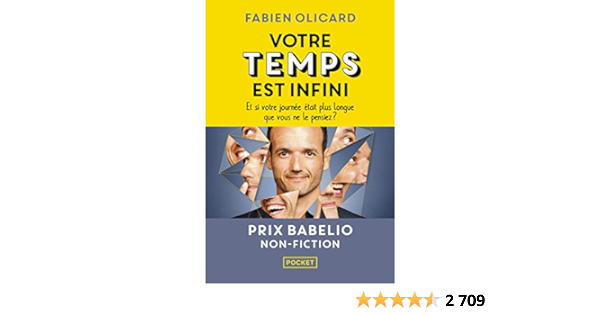 FABIEN OLICARD
VOTRE
TEMPS
EST INFINI
Et si votre journée était plus longue
que vous ne le pensiez ?
PRIX BABELIO
NON-FICTION
POCKET
2 709